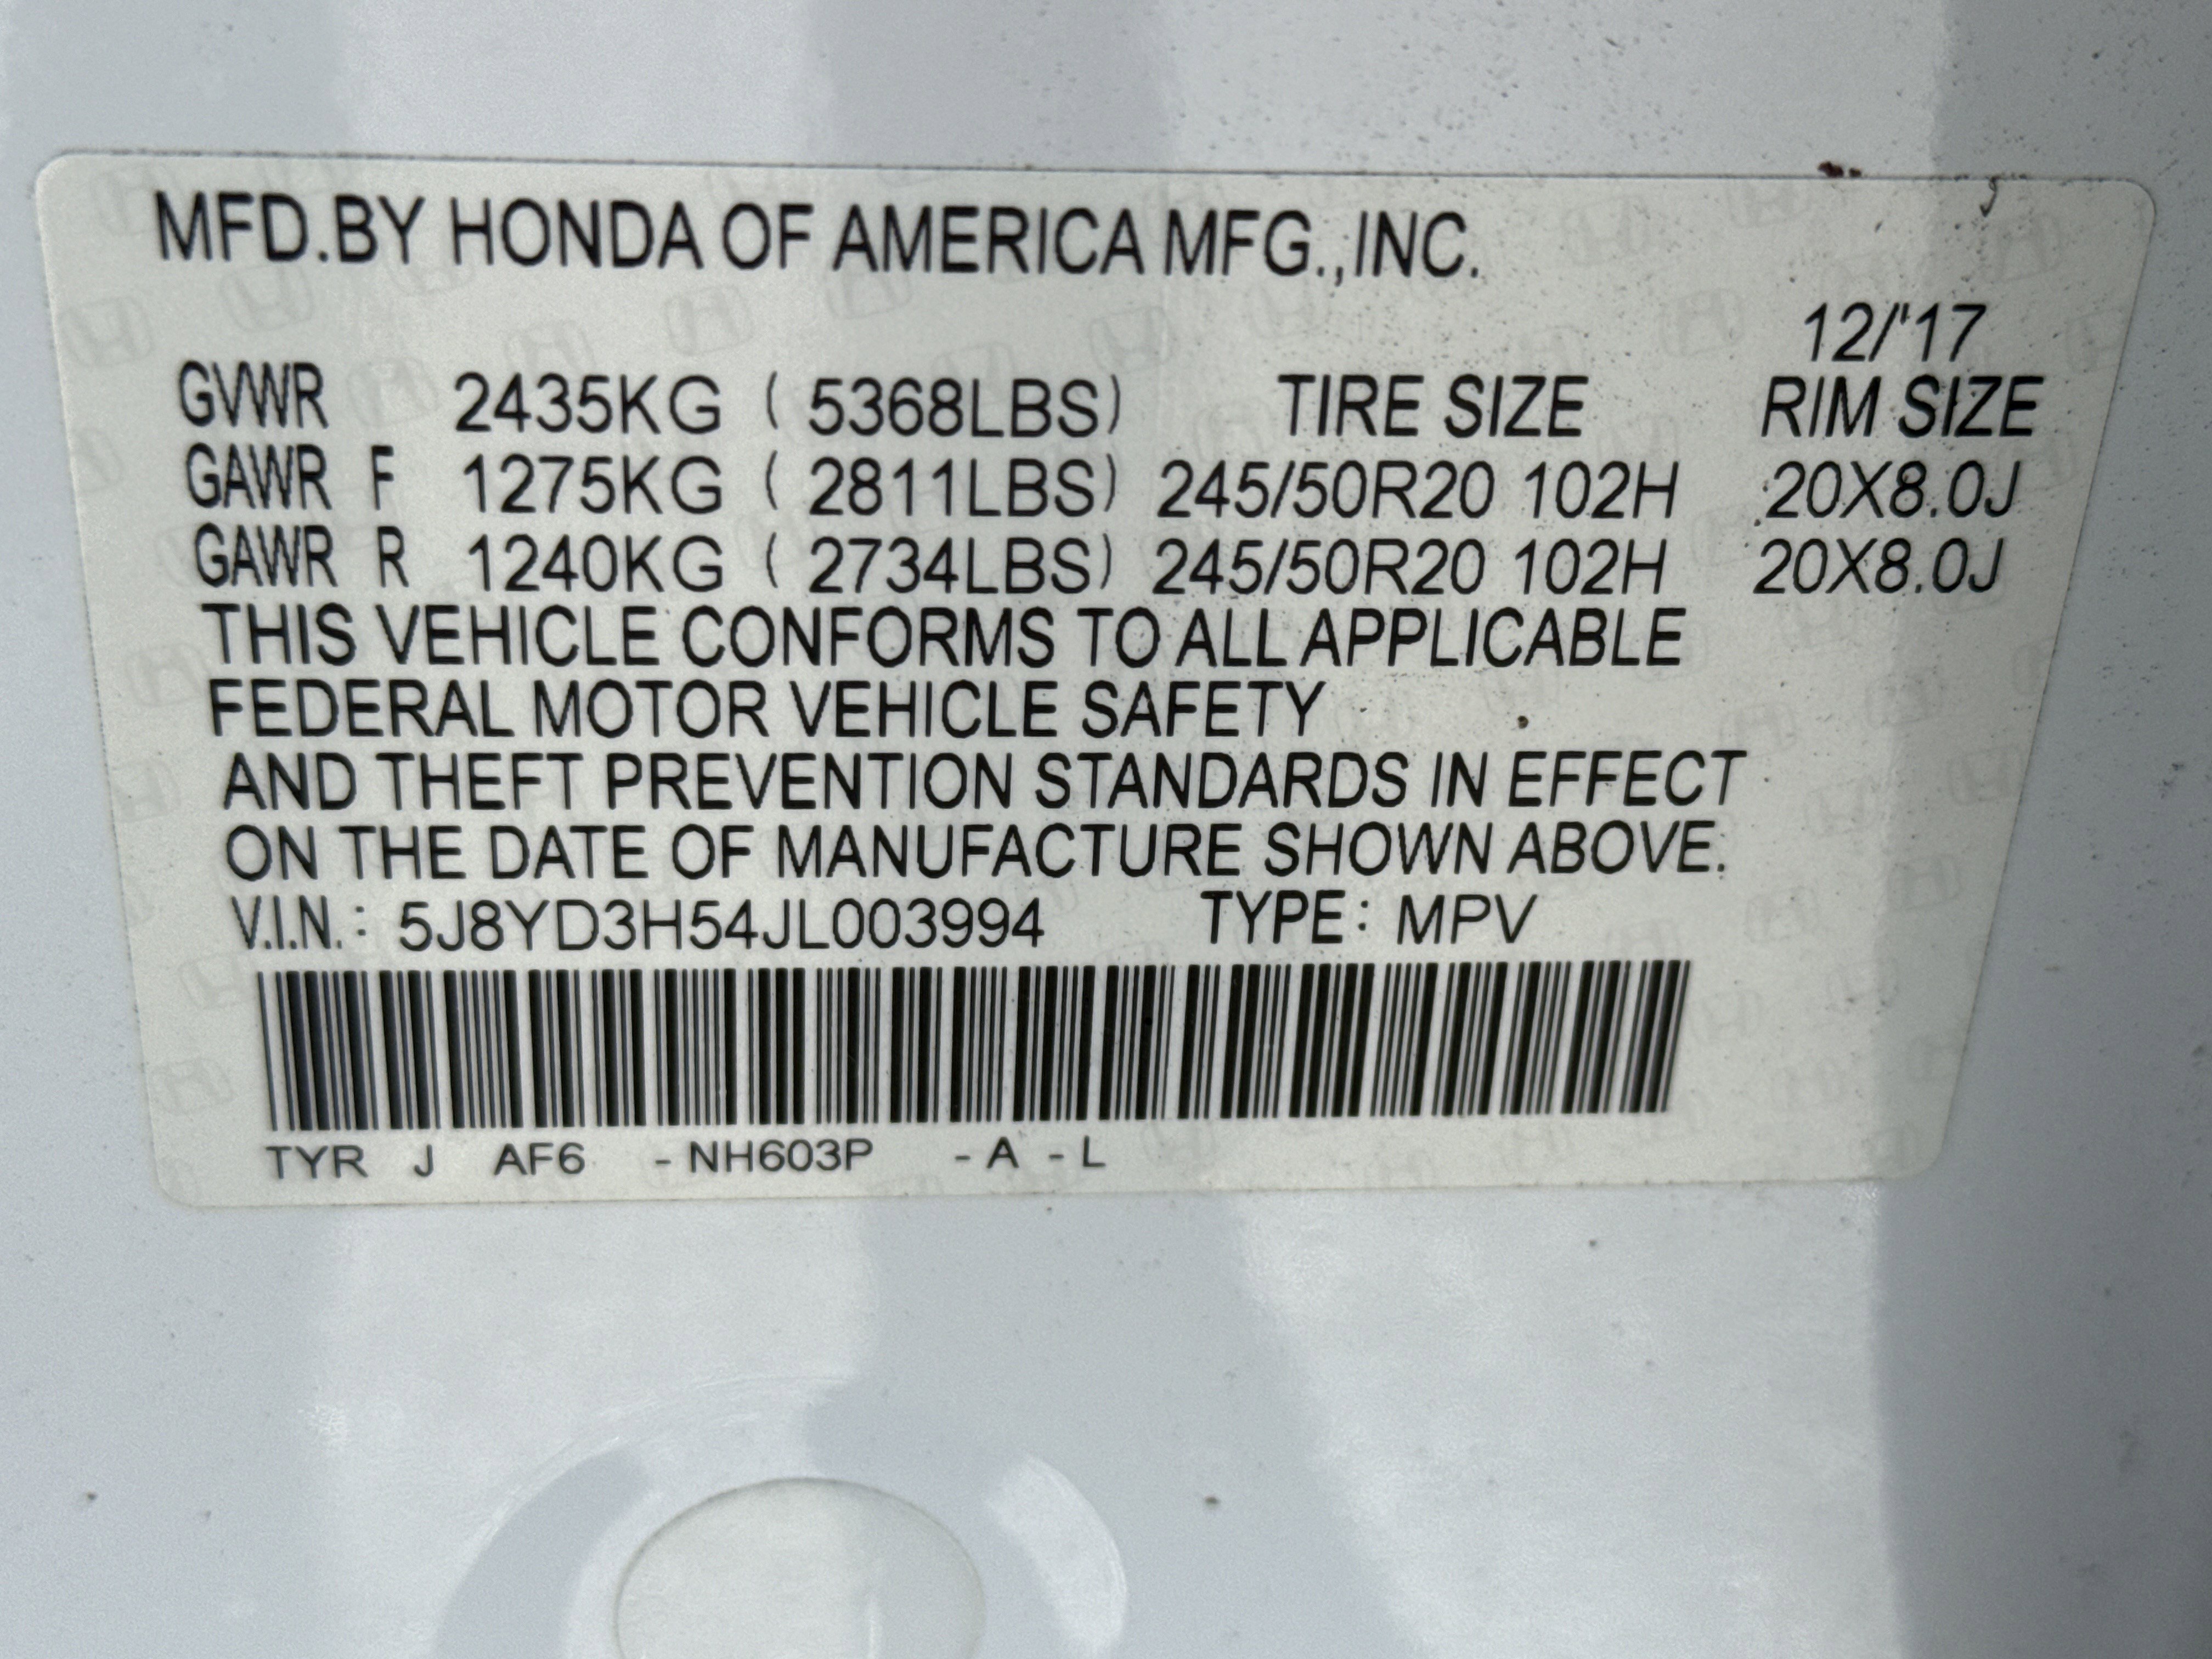 MFD.BY HONDA OF AMERICA MFG.,INC.
12/'17
GVWR 2435KG ( 5368LBS) TIRE SIZE RIM SIZE
GAWR F 1275KG ( 2811LBS) 245/50R20 102H 20X8.0J
GAWR R 1240KG ( 2734LBS) 245/50R20 102H 20X8.0J
THIS VEHICLE CONFORMS TO ALL APPLICABLE
FEDERAL MOTOR VEHICLE SAFETY
AND THEFT PREVENTION STANDARDS IN EFFECT
ON THE DATE OF MANUFACTURE SHOWN ABOVE.
V.I.N.: 5J8YD3H54JL003994 TYPE: MPV
TYR J AF6 - NH603P - A - L